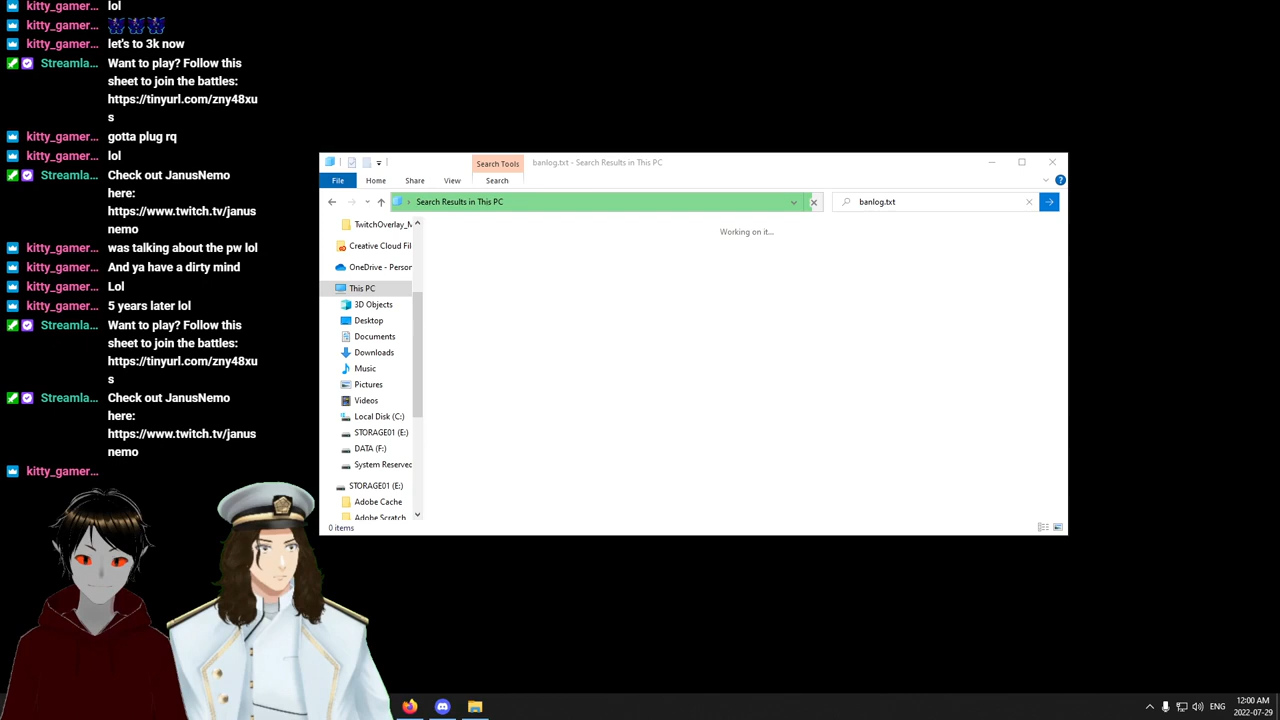 kitty_gamer... lol
kitty_gamer...
kitty_gamer... let's to 3k now
Streamla... Want to play? Follow this
sheet to join the battles:
https://tinyurl.com/zny48xu
s
kitty_gamer... gotta plug rq
kitty_gamer... lol
Streamla... Check out JanusNemo
here:
https://www.twitch.tv/janus
nemo
kitty_gamer... was talking about the pw lol
kitty_gamer... And ya have a dirty mind
kitty_gamer... Lol
kitty_gamer... 5 years later lol
Streamla... Want to play? Follow this
sheet to join the battles:
https://tinyurl.com/zny48xu
s
Streamla... Check out JanusNemo
here:
https://www.twitch.tv/janus
nemo
kitty_gamer...
Search Tools
banlog.txt - Search Results in This PC
File Home Share View Search
Search Results in This PC
banlog.txt
TwitchOverlay_M
Creative Cloud Fil
OneDrive - Person
This PC
3D Objects
Desktop
Documents
Downloads
Music
Pictures
Videos
Local Disk (C:)
STORAGE01 (E:)
DATA (F:)
System Reserved
STORAGE01 (E:)
Adobe Cache
Adobe Scratch
Working on it...
0 items
ENG
12:00 AM
2022-07-29